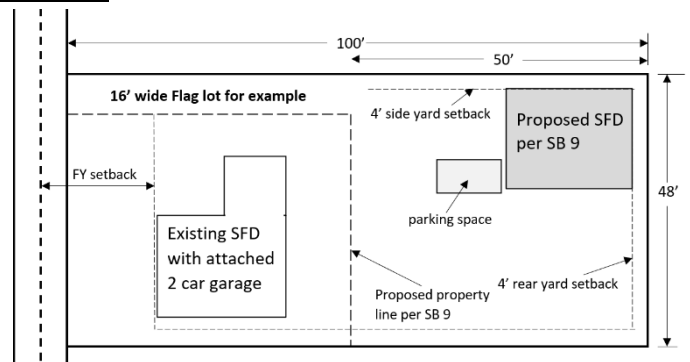 100’
50’
16’ wide Flag lot for example
4’ side yard setback
Proposed SFD
per SB 9
FY setback
48’
parking space
Existing SFD
with attached
2 car garage
4’ rear yard setback
Proposed property
line per SB 9